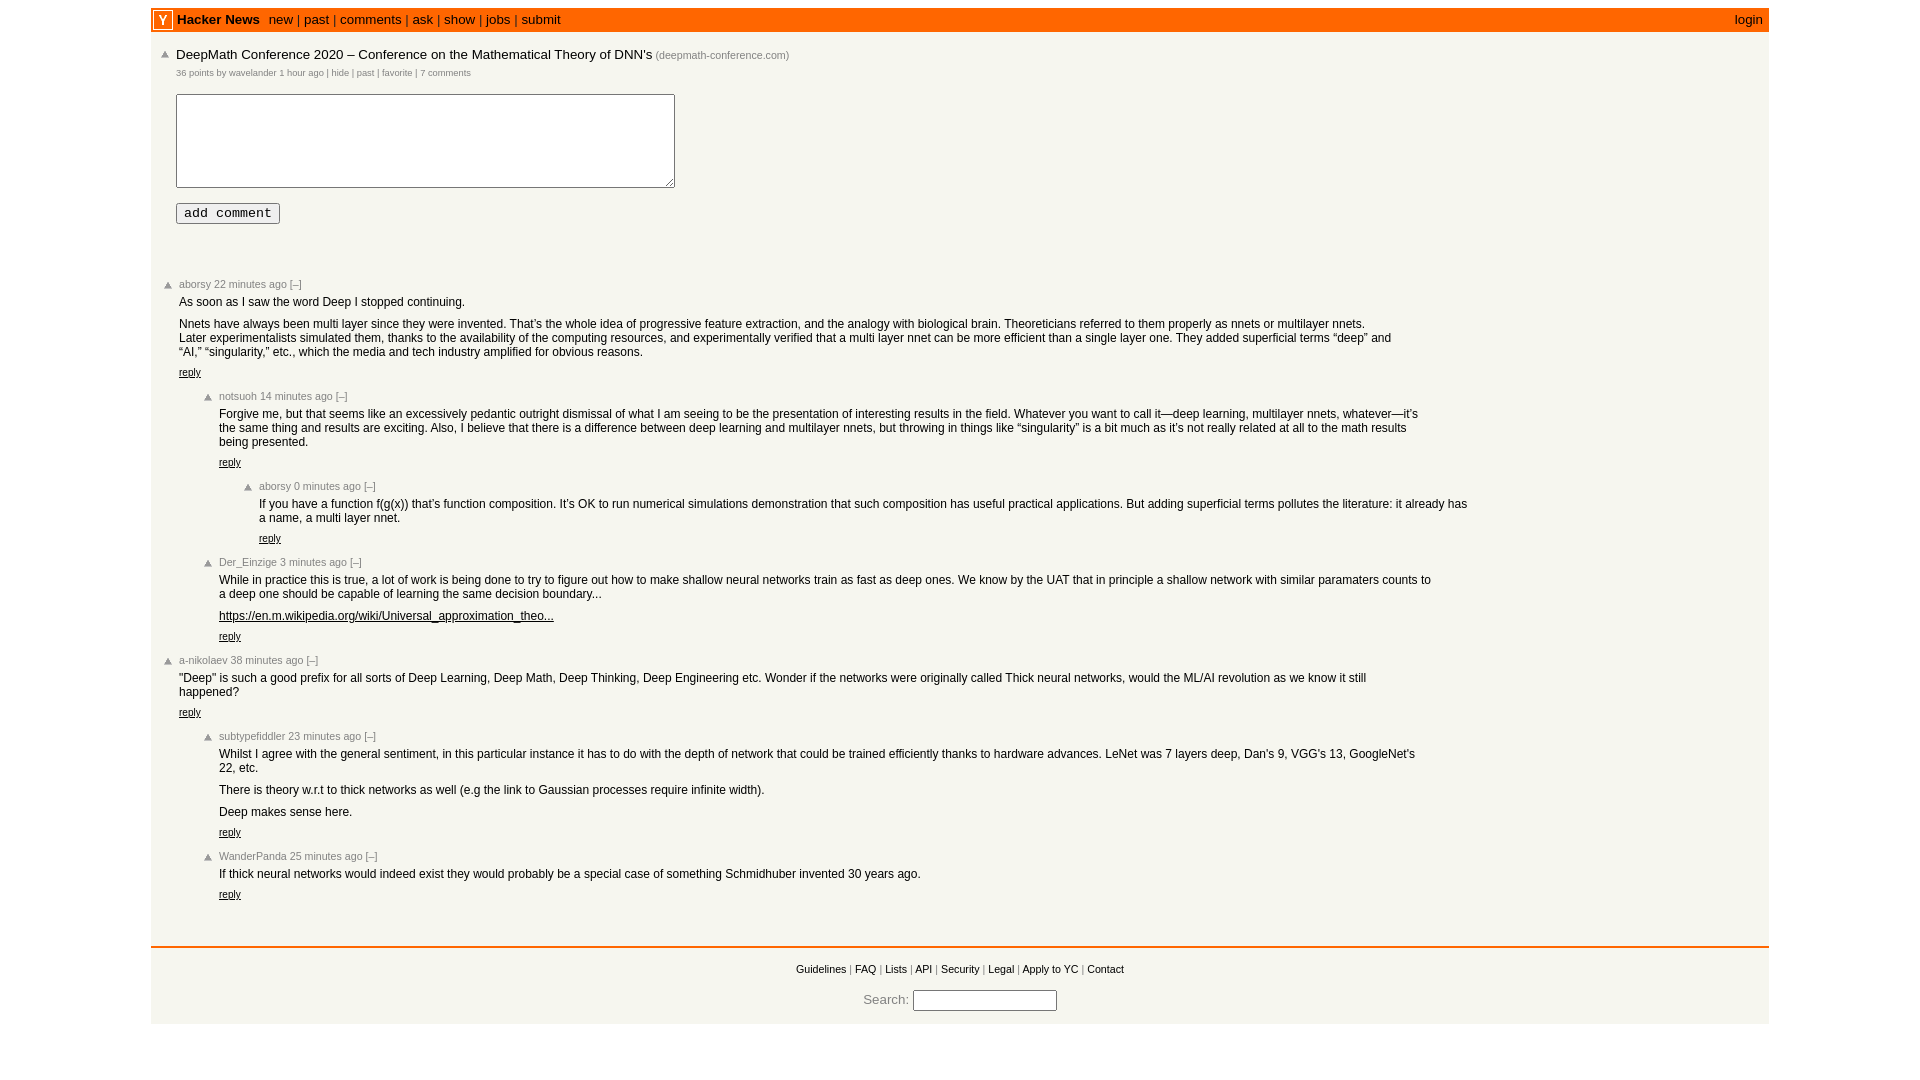 Y Hacker News new | past | comments | ask | show | jobs | submit login
DeepMath Conference 2020 – Conference on the Mathematical Theory of DNN's (deepmath-conference.com)
36 points by wavelander 1 hour ago | hide | past | favorite | 7 comments
add comment
aborsy 22 minutes ago [–]
As soon as I saw the word Deep I stopped continuing.
Nnets have always been multi layer since they were invented. That’s the whole idea of progressive feature extraction, and the analogy with biological brain. Theoreticians referred to them properly as nnets or multilayer nnets.
Later experimentalists simulated them, thanks to the availability of the computing resources, and experimentally verified that a multi layer nnet can be more efficient than a single layer one. They added superficial terms “deep” and
“AI,” “singularity,” etc., which the media and tech industry amplified for obvious reasons.
reply
notsuoh 14 minutes ago [–]
Forgive me, but that seems like an excessively pedantic outright dismissal of what I am seeing to be the presentation of interesting results in the field. Whatever you want to call it—deep learning, multilayer nnets, whatever—it’s
the same thing and results are exciting. Also, I believe that there is a difference between deep learning and multilayer nnets, but throwing in things like “singularity” is a bit much as it’s not really related at all to the math results
being presented.
reply
aborsy 0 minutes ago [–]
If you have a function f(g(x)) that’s function composition. It’s OK to run numerical simulations demonstration that such composition has useful practical applications. But adding superficial terms pollutes the literature: it already has
a name, a multi layer nnet.
reply
Der_Einzige 3 minutes ago [–]
While in practice this is true, a lot of work is being done to try to figure out how to make shallow neural networks train as fast as deep ones. We know by the UAT that in principle a shallow network with similar paramaters counts to
a deep one should be capable of learning the same decision boundary...
https://en.m.wikipedia.org/wiki/Universal_approximation_theo...
reply
a-nikolaev 38 minutes ago [–]
"Deep" is such a good prefix for all sorts of Deep Learning, Deep Math, Deep Thinking, Deep Engineering etc. Wonder if the networks were originally called Thick neural networks, would the ML/AI revolution as we know it still
happened?
reply
subtypefiddler 23 minutes ago [–]
Whilst I agree with the general sentiment, in this particular instance it has to do with the depth of network that could be trained efficiently thanks to hardware advances. LeNet was 7 layers deep, Dan's 9, VGG's 13, GoogleNet's
22, etc.
There is theory w.r.t to thick networks as well (e.g the link to Gaussian processes require infinite width).
Deep makes sense here.
reply
WanderPanda 25 minutes ago [–]
If thick neural networks would indeed exist they would probably be a special case of something Schmidhuber invented 30 years ago.
reply
Guidelines | FAQ | Lists | API | Security | Legal | Apply to YC | Contact
Search: